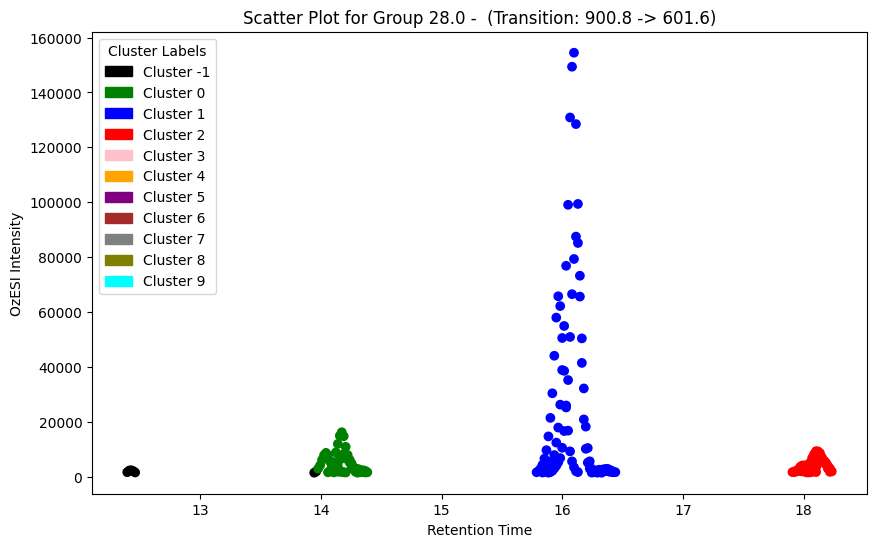 Scatter Plot for Group 28.0 -  (Transition: 900.8 -> 601.6)
160000
140000
120000
100000
80000
60000
40000
20000
0
OzESI Intensity
Cluster Labels
Cluster -1
Cluster 0
Cluster 1
Cluster 2
Cluster 3
Cluster 4
Cluster 5
Cluster 6
Cluster 7
Cluster 8
Cluster 9
13
14
15
16
17
18
Retention Time